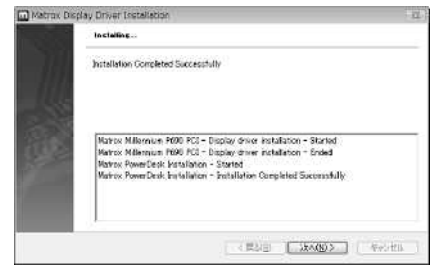 Matrox Display Driver Installation
Installing...
Installation Completed Successfully
Matrox Millennium P690 PCI - Display driver installation - Started
Matrox Millennium P690 PCI - Display driver installation - Ended
Matrox PowerDesk Installation - Started
Matrox PowerDesk Installation - Installation Completed Successfully
< 戻る(B) 次へ(N) > キャンセル